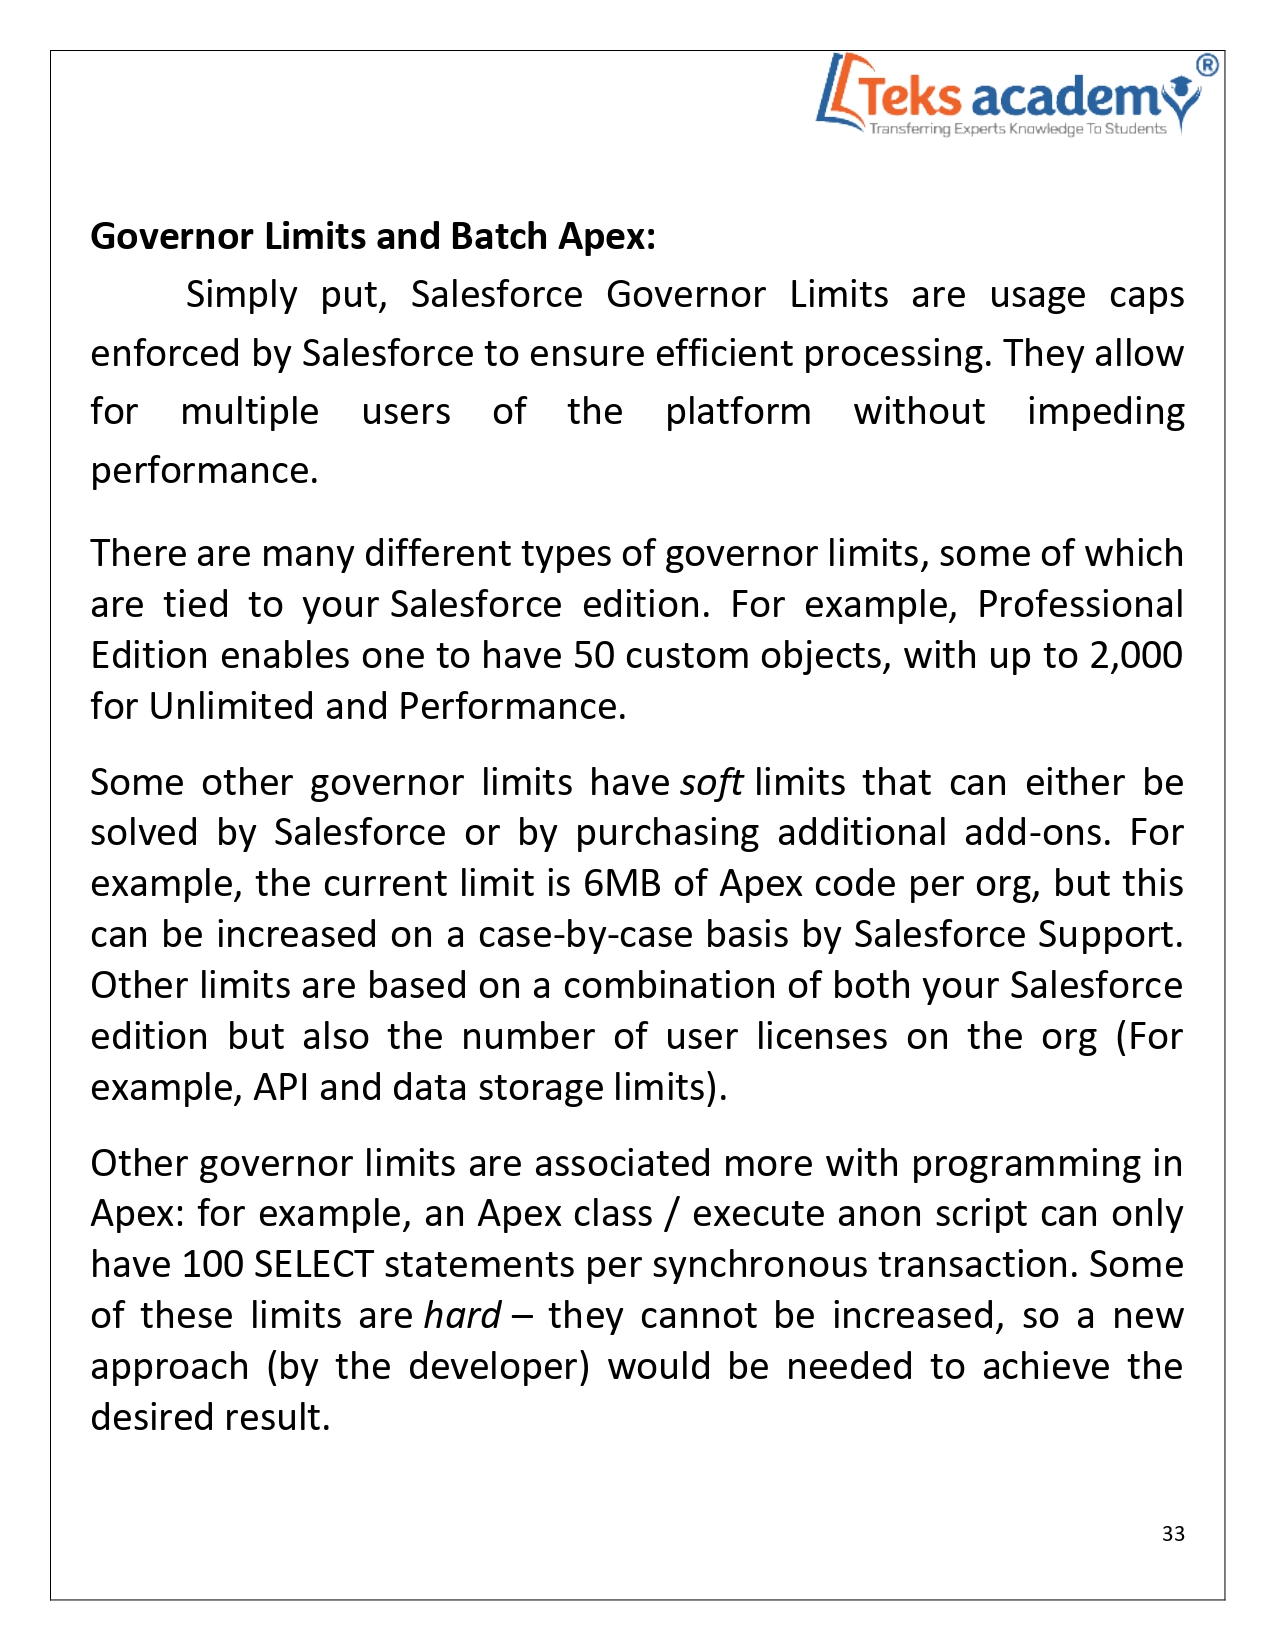 Teks academy®
Transferring Experts Knowledge To Students
Governor Limits and Batch Apex:
Simply put, Salesforce Governor Limits are usage caps
enforced by Salesforce to ensure efficient processing. They allow
for multiple users of the platform without impeding
performance.
There are many different types of governor limits, some of which
are tied to your Salesforce edition. For example, Professional
Edition enables one to have 50 custom objects, with up to 2,000
for Unlimited and Performance.
Some other governor limits have soft limits that can either be
solved by Salesforce or by purchasing additional add-ons. For
example, the current limit is 6MB of Apex code per org, but this
can be increased on a case-by-case basis by Salesforce Support.
Other limits are based on a combination of both your Salesforce
edition but also the number of user licenses on the org (For
example, API and data storage limits).
Other governor limits are associated more with programming in
Apex: for example, an Apex class / execute anon script can only
have 100 SELECT statements per synchronous transaction. Some
of these limits are hard – they cannot be increased, so a new
approach (by the developer) would be needed to achieve the
desired result.
33